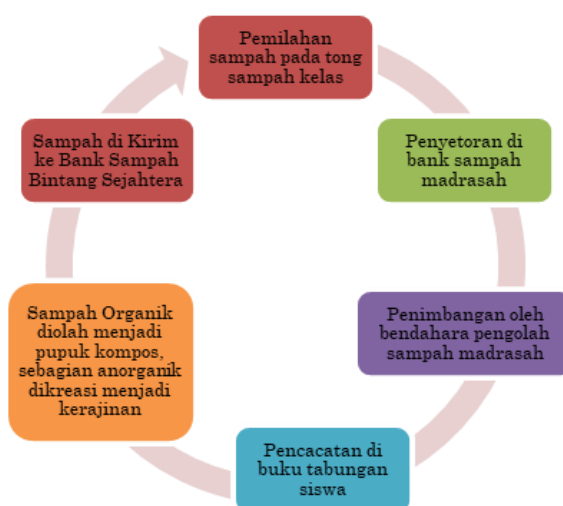 Pemilahan
sampah pada tong
sampah kelas
Penyetoran di
bank sampah
madrasah
Penimbangan oleh
bendahara pengolah
sampah madrasah
Pencacatan di
buku tabungan
siswa
Sampah Organik
diolah menjadi
pupuk kompos,
sebagian anorganik
dikreasi menjadi
kerajinan
Sampah di Kirim
ke Bank Sampah
Bintang Sejahtera